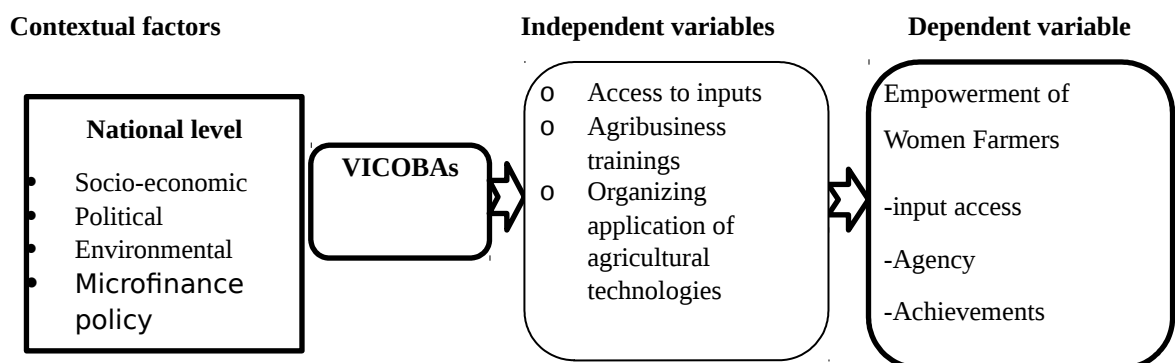 Contextual factors
Independent variables
Dependent variable
National level
• Socio-economic
• Political
• Environmental
• Microfinance
policy
VICOBAs
o Access to inputs
o Agribusiness
trainings
o Organizing
application of
agricultural
technologies
Empowerment of
Women Farmers
-input access
-Agency
-Achievements